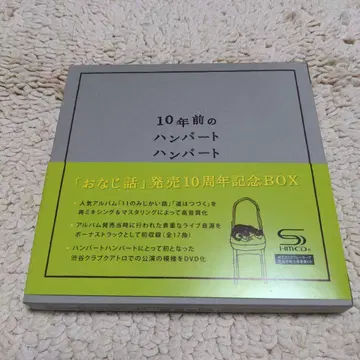 10年前の
ハンバート
ハンバート
「おなじ話」発売10周年記念BOX
・人気アルバム「11のみじかい話」「道はつづく」を
再ミキシング&マスタリングによって高音質化
・アルバム発売当時に行われた貴重なライブ音源を
ボーナストラックとして初収録(全17曲)
・ハンバートハンバートにとって初となった
渋谷クラブクアトロでの公演の模様をDVD化
HMCD